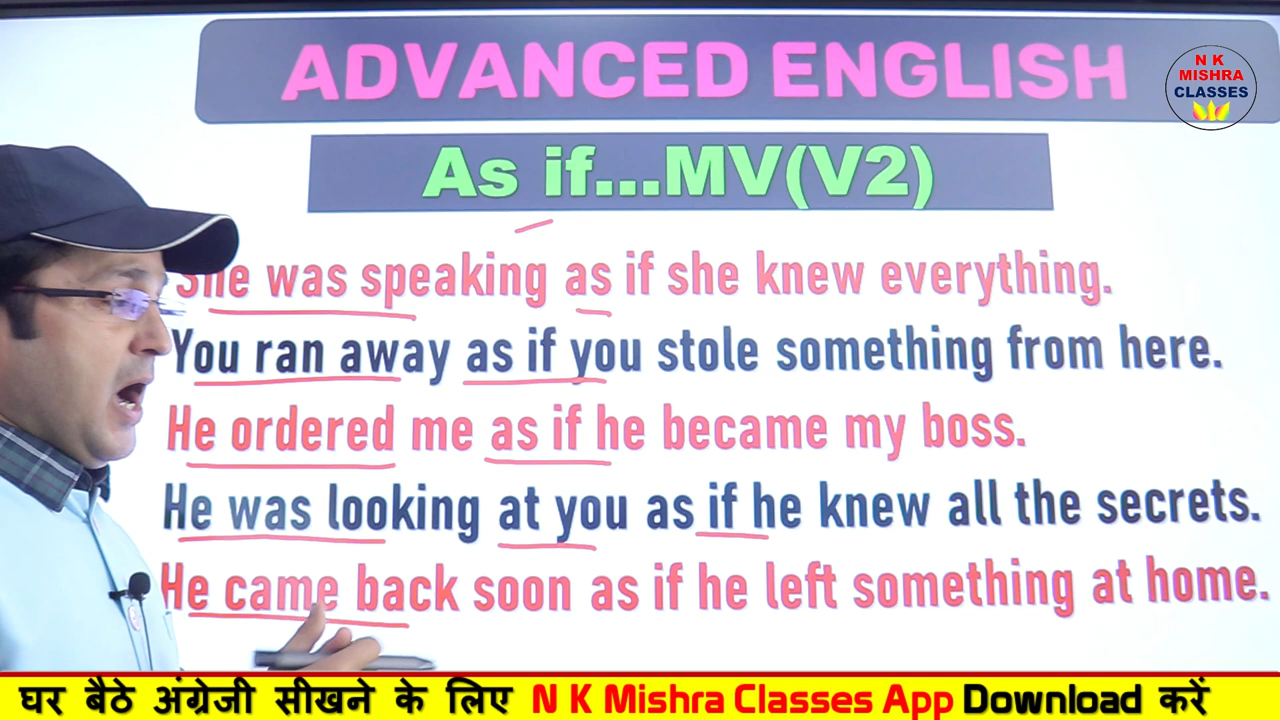 ADVANCED ENGLISH
N K
MISHRA
CLASSES
As if...MV(V2)
She was speaking as if she knew everything.
You ran away as if you stole something from here.
He ordered me as if he became my boss.
He was looking at you as if he knew all the secrets.
He came back soon as if he left something at home.
घर बैठे अंग्रेजी सीखने के लिए N K Mishra Classes App Download करें